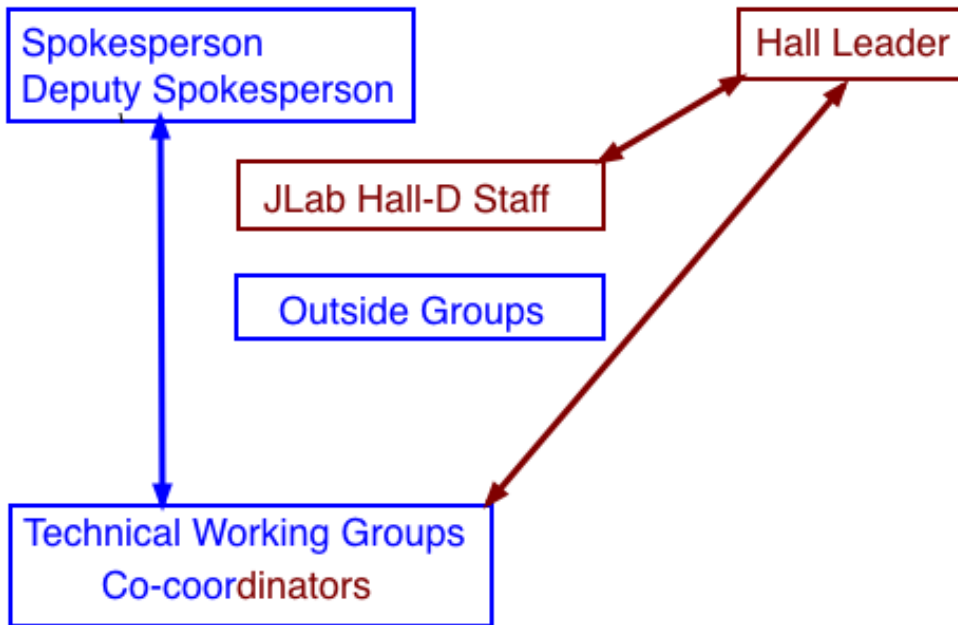 Spokesperson
Deputy Spokesperson
Hall Leader
JLab Hall-D Staff
Outside Groups
Technical Working Groups
Co-coordinators